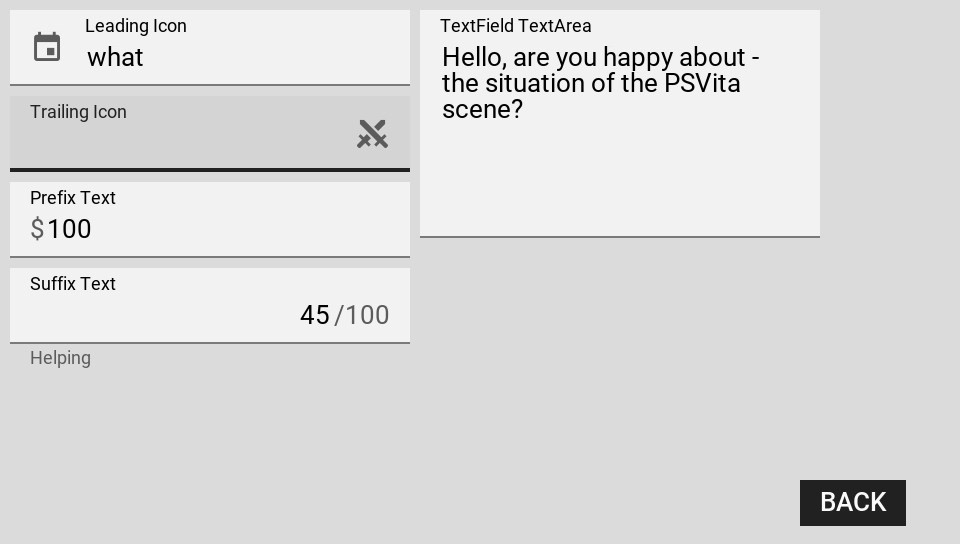 Leading Icon
what
Trailing Icon
Prefix Text
$100
Suffix Text
45 /100
Helping
TextField TextArea
Hello, are you happy about -
the situation of the PSVita
scene?
BACK